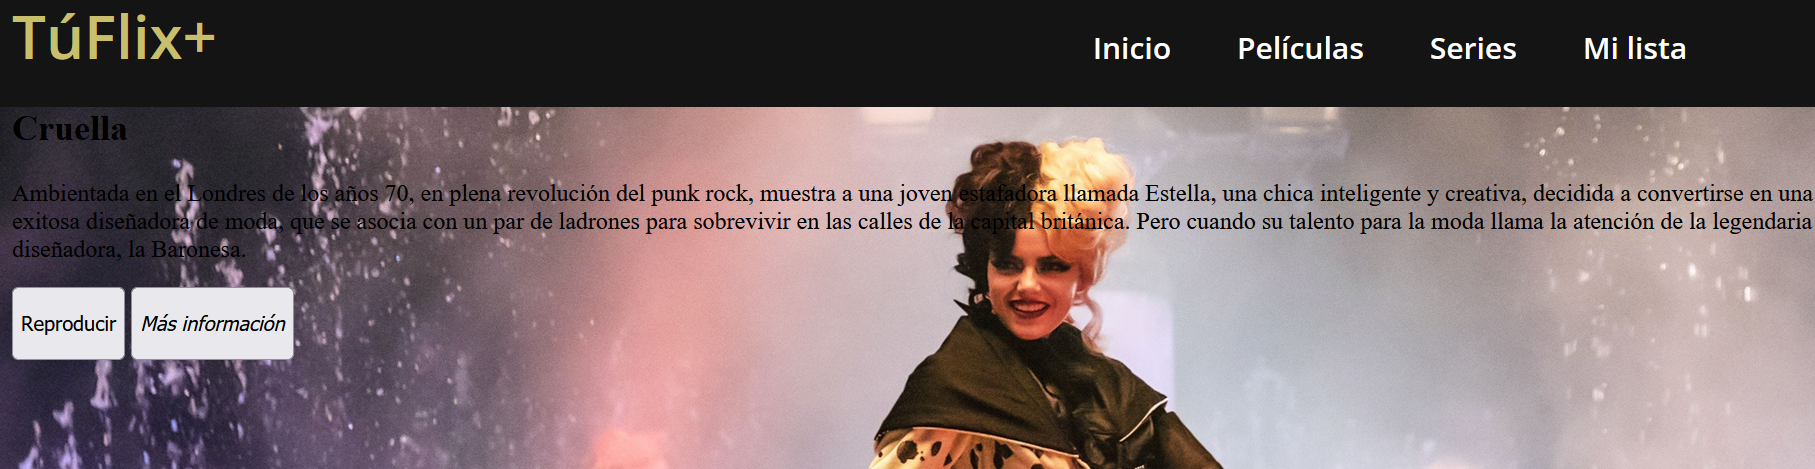 TúFlix+
Inicio Películas Series Mi lista
Cruella
Ambientada en el Londres de los años 70, en plena revolución del punk rock, muestra a una joven estafadora llamada Estella, una chica inteligente y creativa, decidida a convertirse en una
exitosa diseñadora de moda, que se asocia con un par de ladrones para sobrevivir en las calles de la capital británica. Pero cuando su talento para la moda llama la atención de la legendaria
diseñadora, la Baronesa.
Reproducir Más información